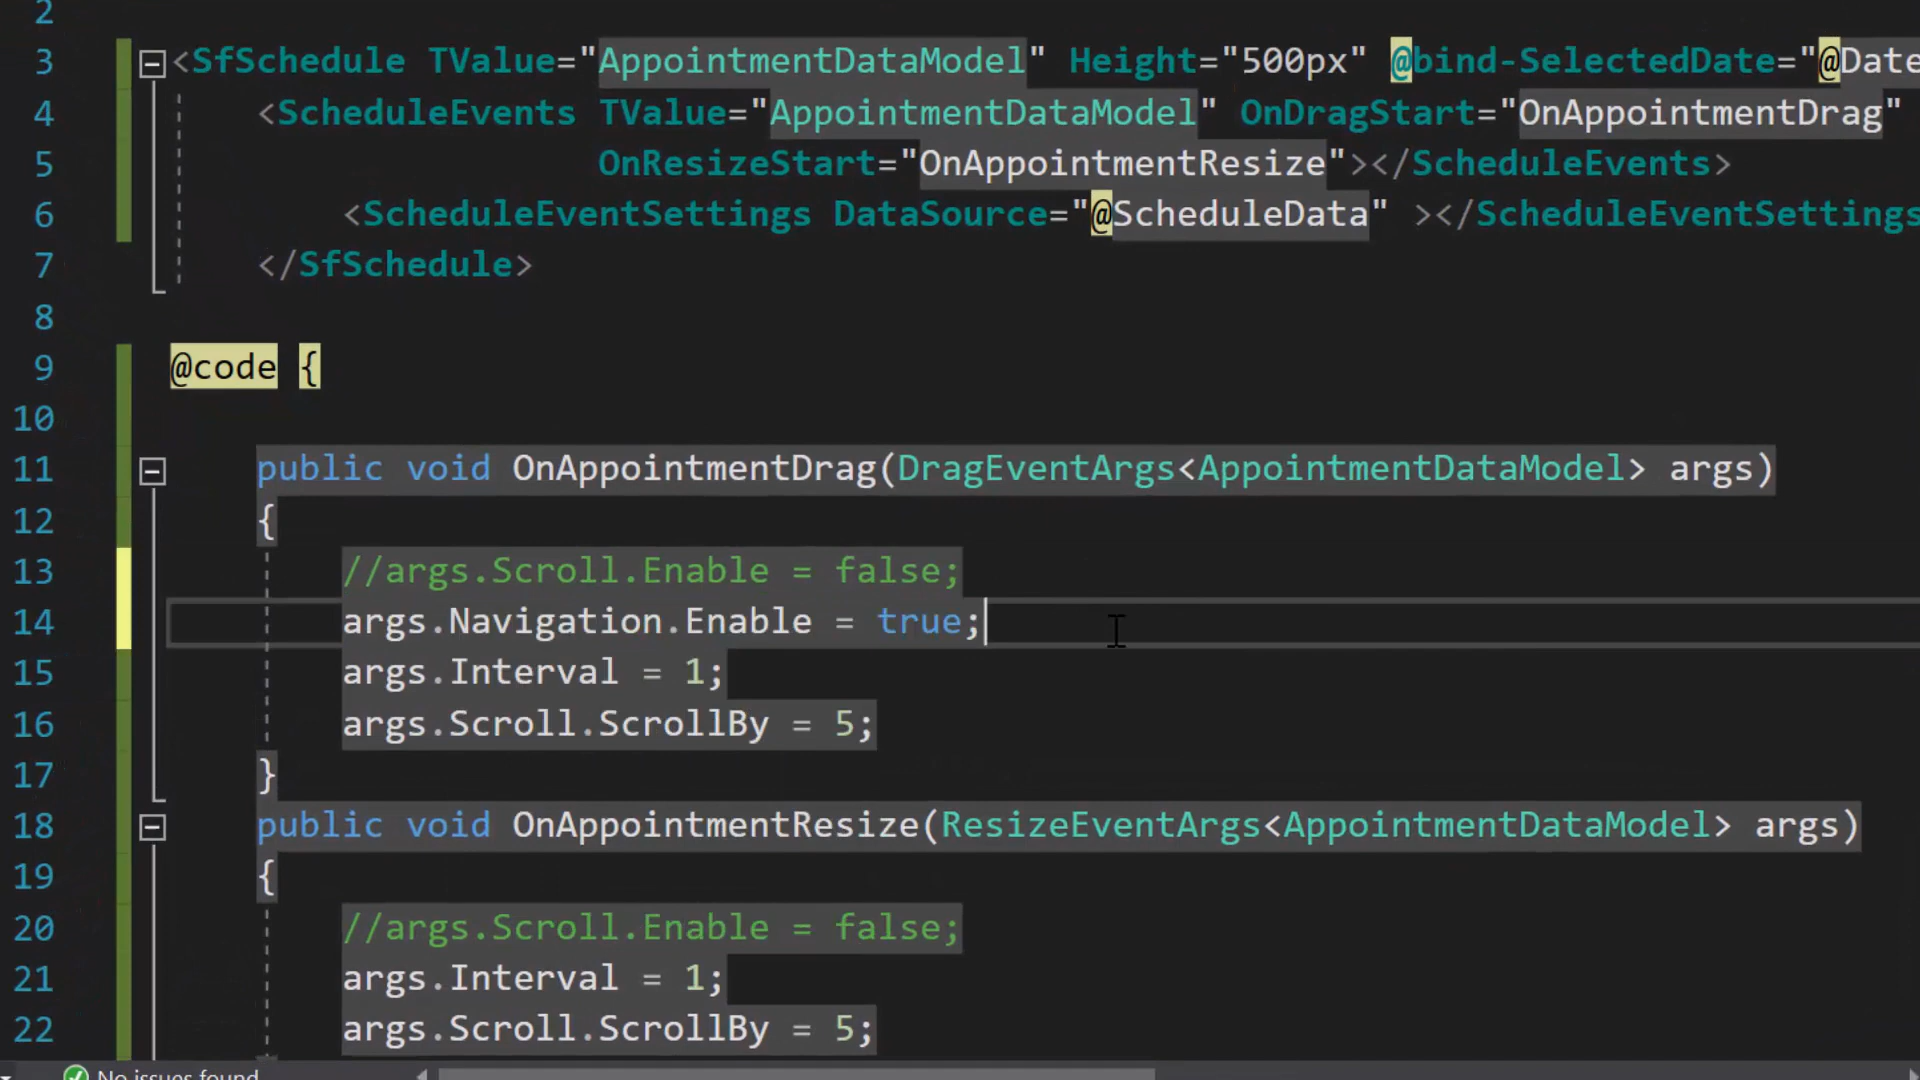 2
3 <SfSchedule TValue="AppointmentDataModel" Height="500px" @bind-SelectedDate="@Date
4 <ScheduleEvents TValue="AppointmentDataModel" OnDragStart="OnAppointmentDrag"
5 OnResizeStart="OnAppointmentResize"></ScheduleEvents>
6 <ScheduleEventSettings DataSource="@ScheduleData" ></ScheduleEventSettings
7 </SfSchedule>
8
9 @code {
10
11 public void OnAppointmentDrag(DragEventArgs<AppointmentDataModel> args)
12 {
13 //args.Scroll.Enable = false;
14 args.Navigation.Enable = true;
15 args.Interval = 1;
16 args.Scroll.ScrollBy = 5;
17 }
18 public void OnAppointmentResize(ResizeEventArgs<AppointmentDataModel> args)
19 {
20 //args.Scroll.Enable = false;
21 args.Interval = 1;
22 args.Scroll.ScrollBy = 5;
No issues found